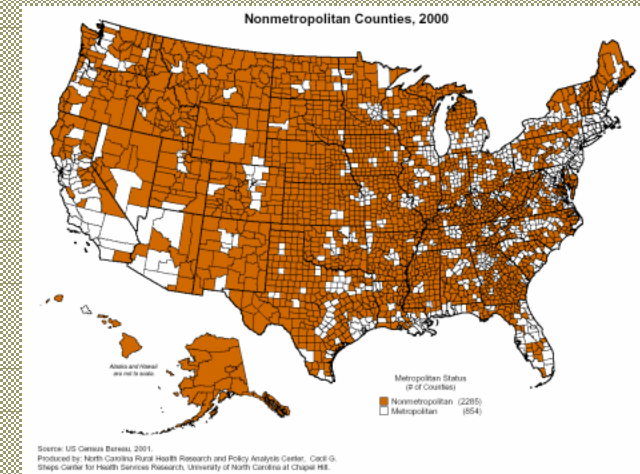 Nonmetropolitan Counties, 2000
Alaska and Hawaii
are not to scale.
Metropolitan Status
(# of Counties)
Nonmetropolitan (2285)
Metropolitan (854)
Source: US Census Bureau, 2001.
Produced by: North Carolina Rural Health Research and Policy Analysis Center, Cecil G.
Sheps Center for Health Services Research, University of North Carolina at Chapel Hill.